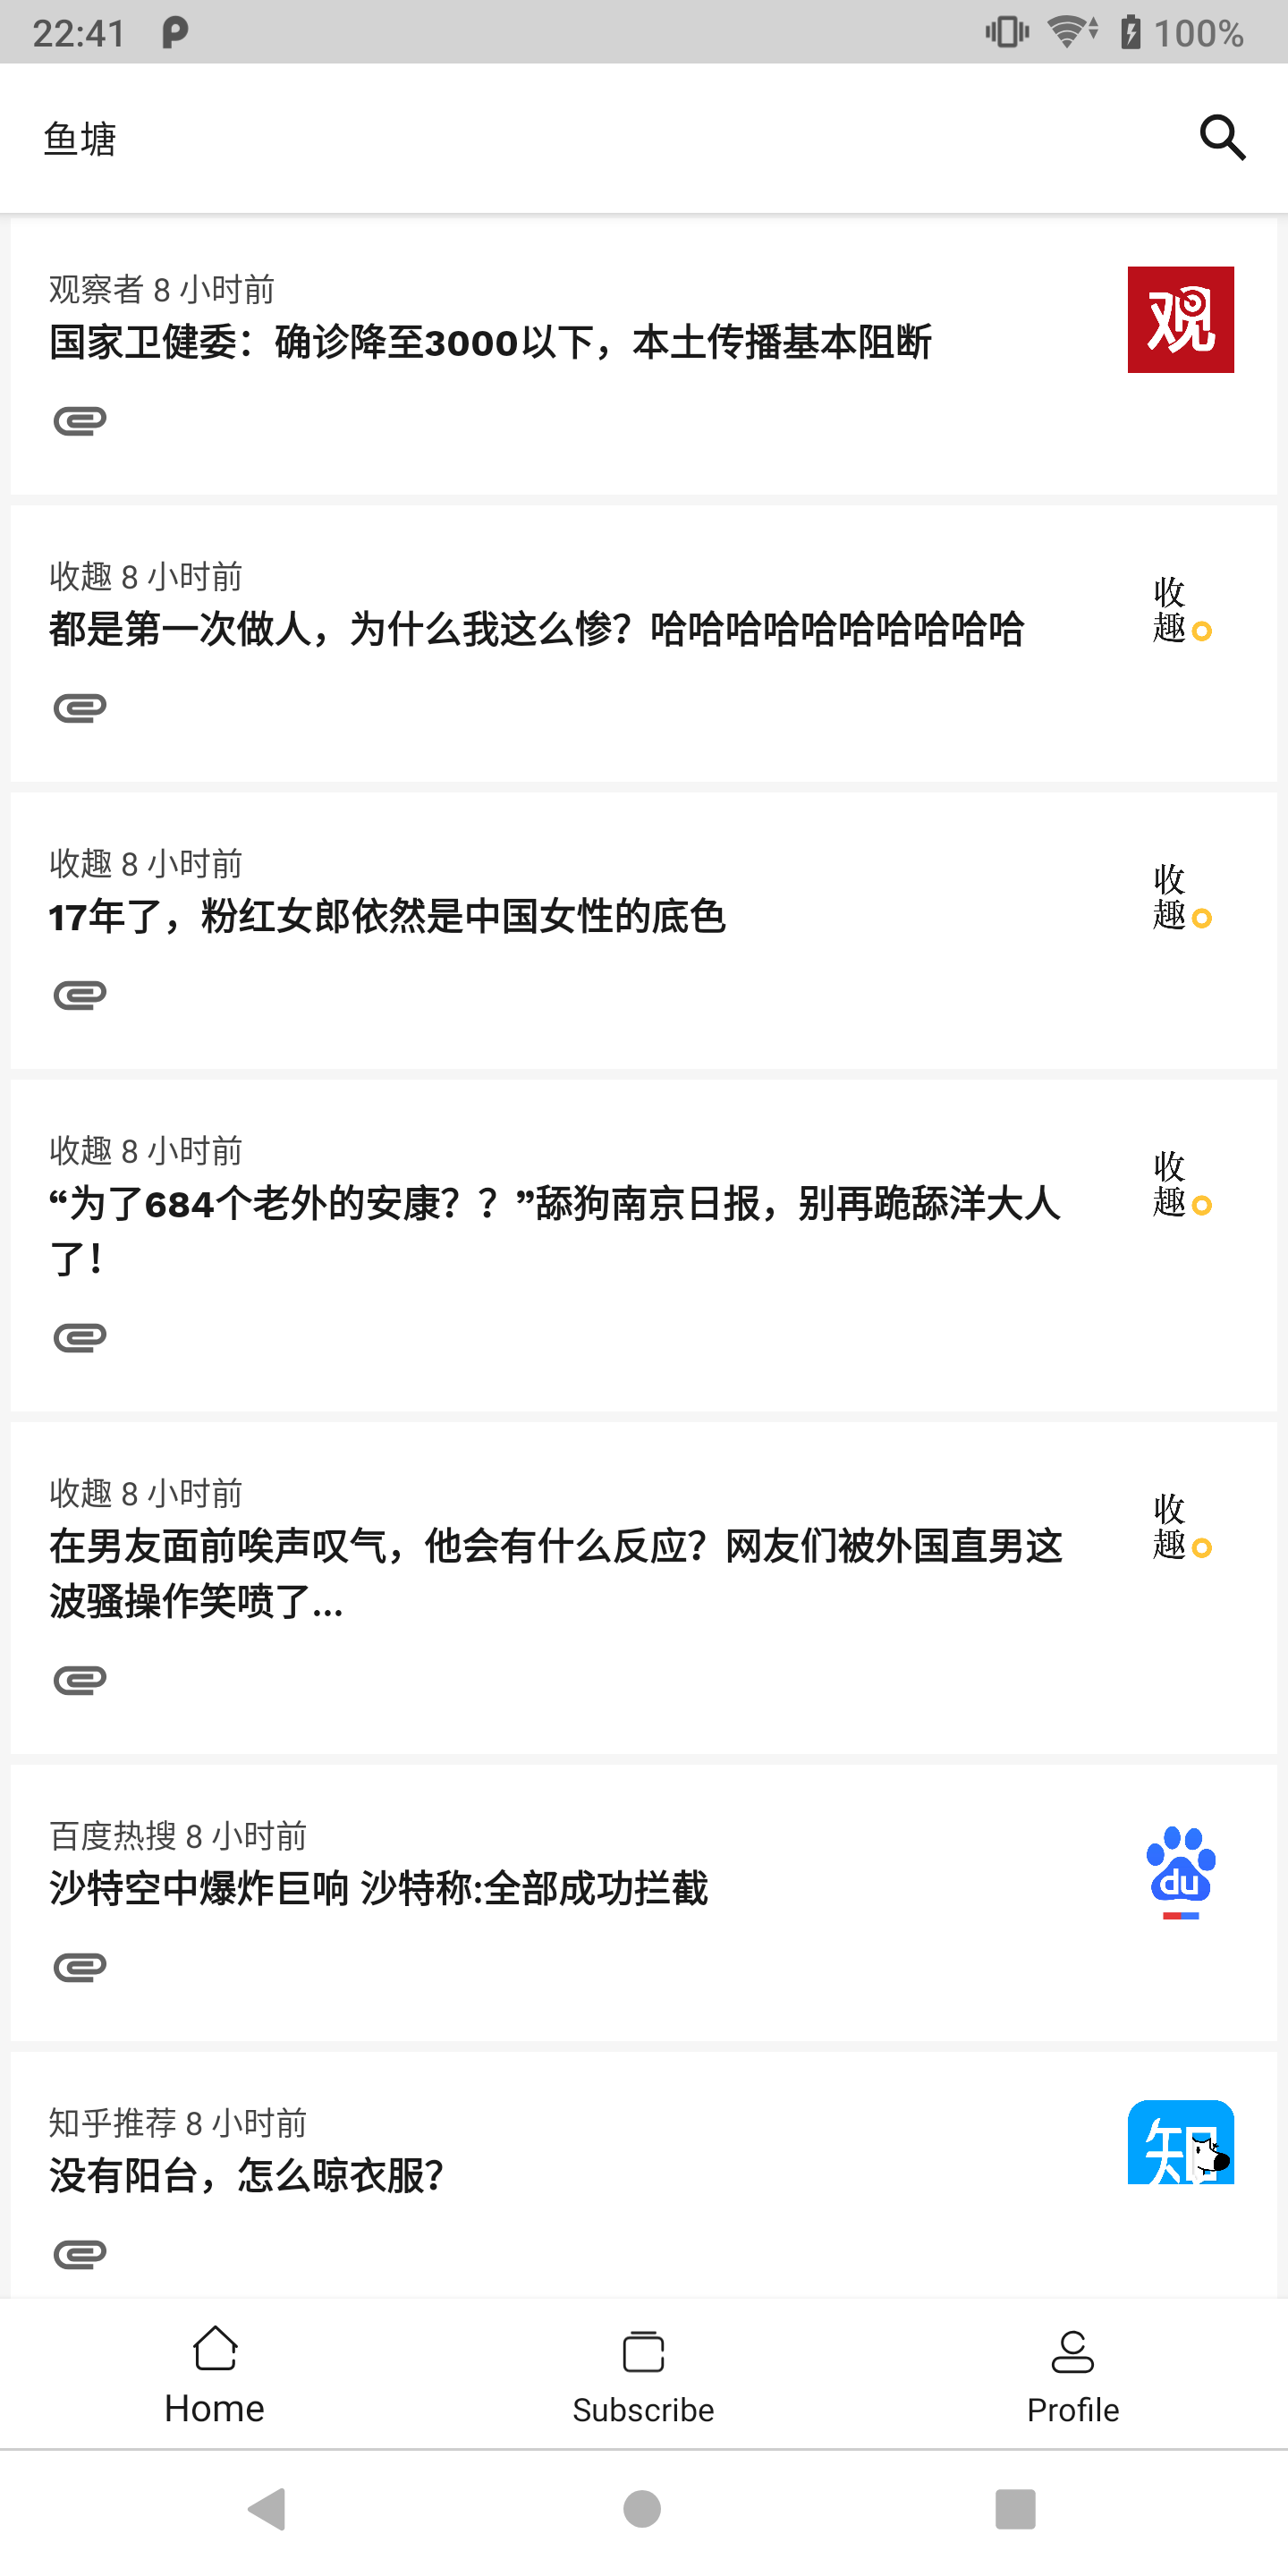 22:41
100%
鱼塘
观察者 8 小时前
国家卫健委：确诊降至3000以下，本土传播基本阻断
观
收趣 8 小时前
都是第一次做人，为什么我这么惨？哈哈哈哈哈哈哈哈哈哈
收
趣
收趣 8 小时前
17年了，粉红女郎依然是中国女性的底色
收
趣
收趣 8 小时前
“为了684个老外的安康？？”舔狗南京日报，别再跪舔洋大人
了！
收
趣
收趣 8 小时前
在男友面前唉声叹气，他会有什么反应？网友们被外国直男这
波骚操作笑喷了...
收
趣
百度热搜 8 小时前
沙特空中爆炸巨响 沙特称:全部成功拦截
du
知乎推荐 8 小时前
没有阳台，怎么晾衣服？
知
Home
Subscribe
Profile